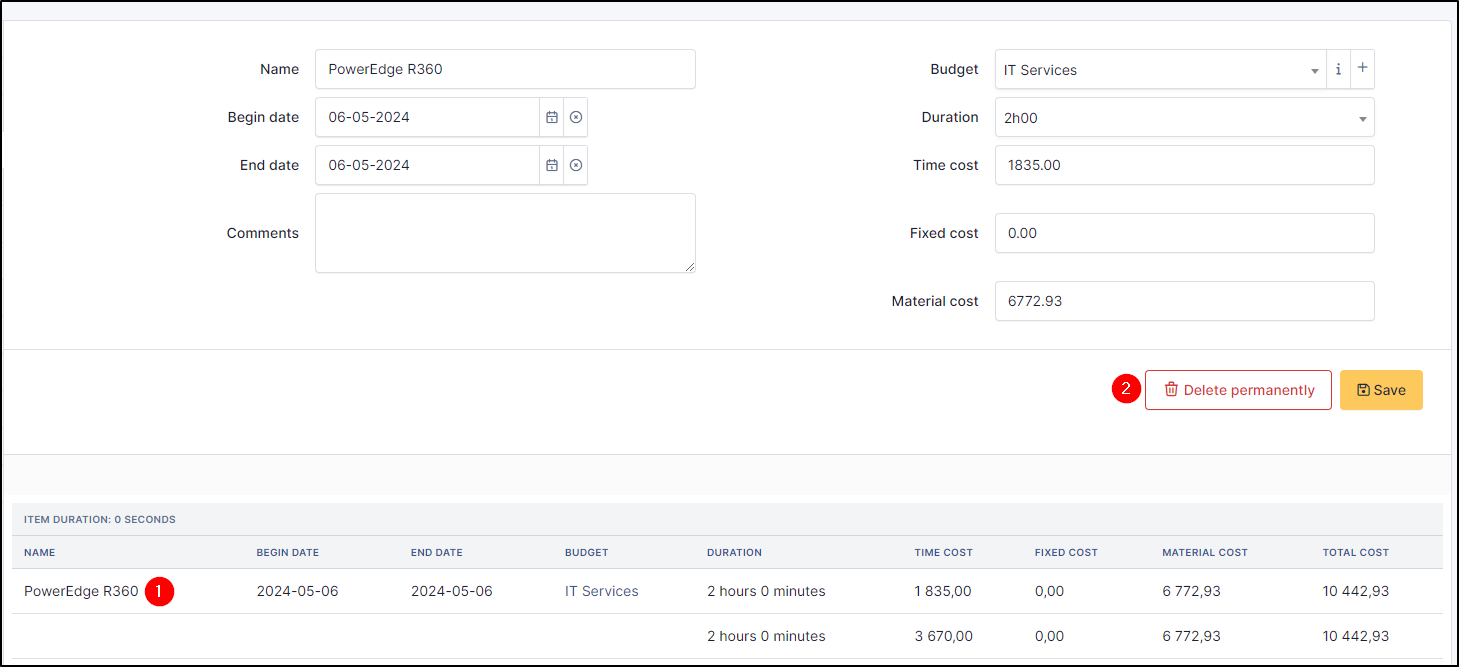 Name PowerEdge R360 Budget IT Services
Begin date 06-05-2024 Duration 2h00
End date 06-05-2024 Time cost 1835.00
Comments Fixed cost 0.00
Material cost 6772.93
2 Delete permanently Save
ITEM DURATION: 0 SECONDS
NAME BEGIN DATE END DATE BUDGET DURATION TIME COST FIXED COST MATERIAL COST TOTAL COST
PowerEdge R360 1 2024-05-06 2024-05-06 IT Services 2 hours 0 minutes 1 835,00 0,00 6 772,93 10 442,93
2 hours 0 minutes 3 670,00 0,00 6 772,93 10 442,93